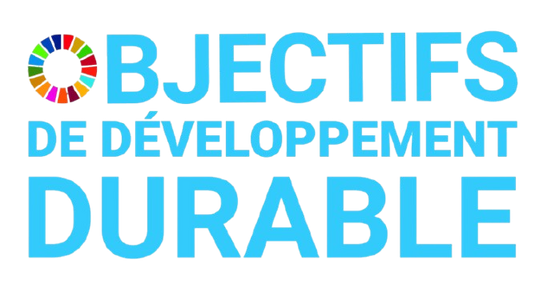 OBJECTIFS
DE DÉVELOPPEMENT
DURABLE